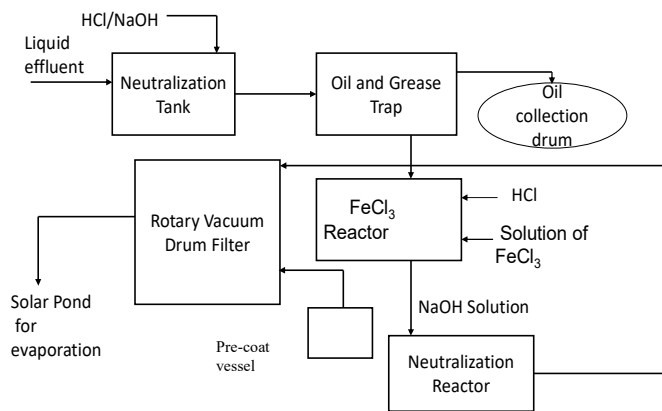 HCl/NaOH
Liquid
effluent
Neutralization
Tank
Oil and Grease
Trap
Oil
collection
drum
Rotary Vacuum
Drum Filter
FeCl₃
Reactor
HCl
Solution of
FeCl₃
Solar Pond
for
evaporation
NaOH Solution
Pre-coat
vessel
Neutralization
Reactor